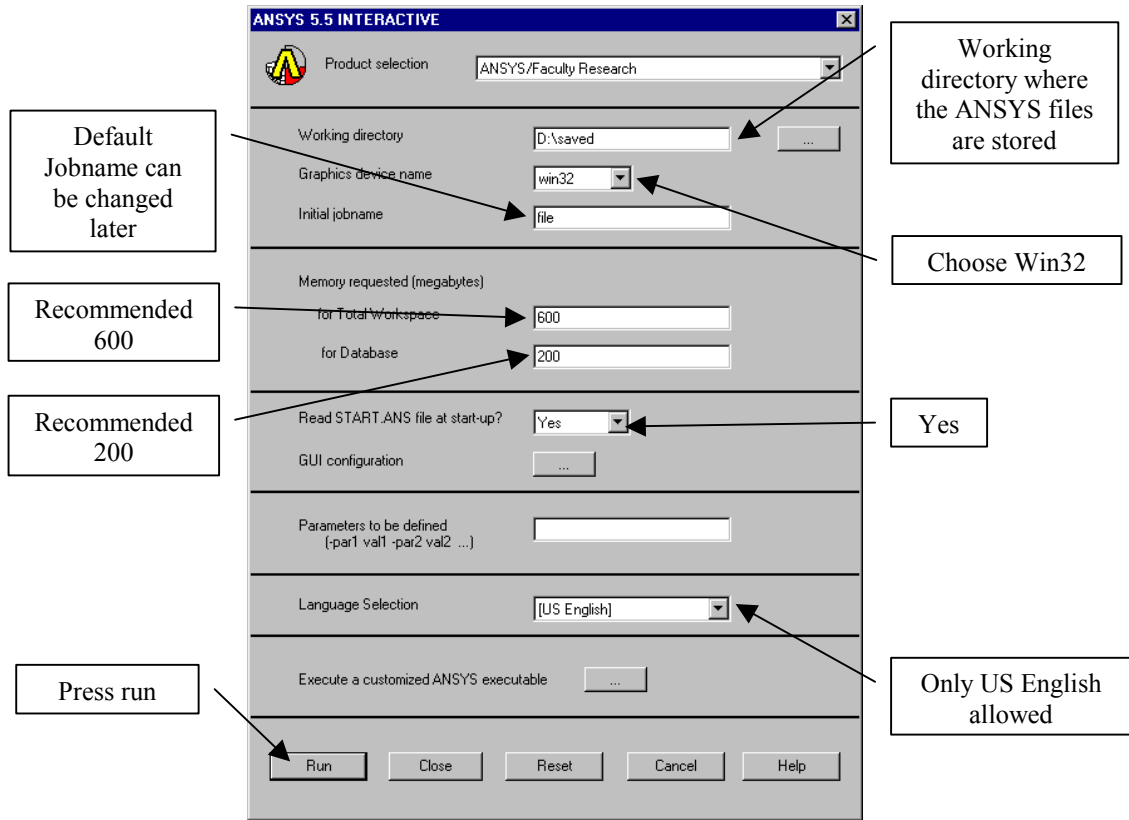 ANSYS 5.5 INTERACTIVE
Product selection
ANSYS/Faculty Research
Working
directory where
the ANSYS files
are stored
Default
Jobname can
be changed
later
Working directory
D:\saved
...
Graphics device name
win32
Initial jobname
file
Choose Win32
Memory requested (megabytes)
for Total Workspace
600
for Database
200
Recommended
600
Recommended
200
Read START.ANS file at start-up?
Yes
Yes
GUI configuration
...
Parameters to be defined
(-par1 val1 -par2 val2 ...)
Language Selection
[US English]
Only US English
allowed
Execute a customized ANSYS executable
...
Press run
Run
Close
Reset
Cancel
Help